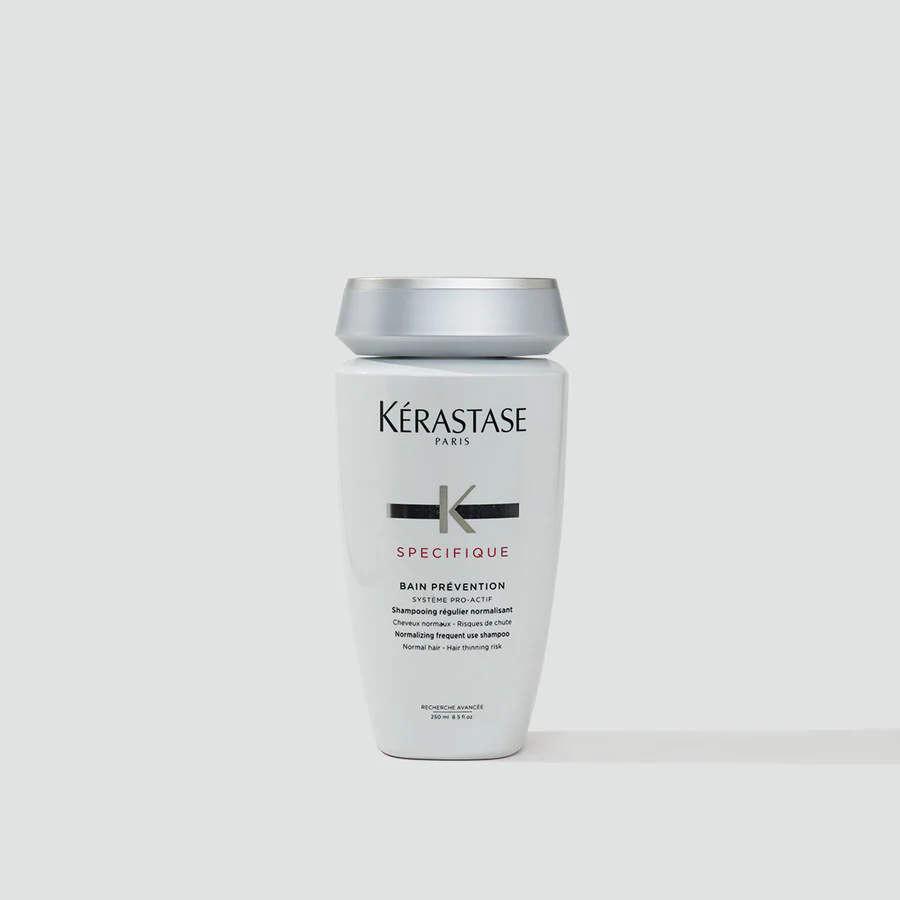 KÉRASTASE
PARIS
K
SPECIFIQUE
BAIN PRÉVENTION
SYSTÈME PRO-ACTIF
Shampooing régulier normalisant
Cheveux normaux - Risques de chute
Normalizing frequent use shampoo
Normal hair - Hair thinning risk
RECHERCHE AVANCÉE
250 ml 8.5 fl.oz.